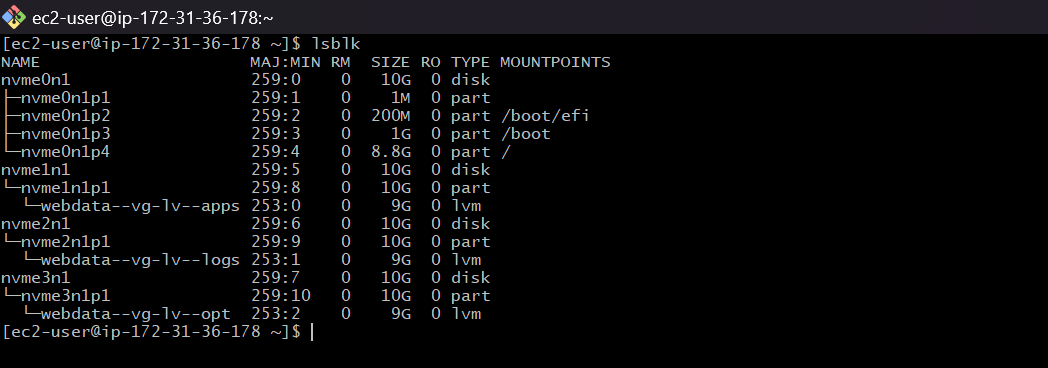 ec2-user@ip-172-31-36-178:~
[ec2-user@ip-172-31-36-178 ~]$ lsblk
NAME                     MAJ:MIN RM  SIZE RO TYPE MOUNTPOINTS
nvme0n1                  259:0    0   10G  0 disk
├─nvme0n1p1              259:1    0    1M  0 part
├─nvme0n1p2              259:2    0  200M  0 part /boot/efi
├─nvme0n1p3              259:3    0    1G  0 part /boot
└─nvme0n1p4              259:4    0  8.8G  0 part /
nvme1n1                  259:5    0   10G  0 disk
└─nvme1n1p1              259:8    0   10G  0 part
  └─webdata--vg-lv--apps 253:0    0    9G  0 lvm
nvme2n1                  259:6    0   10G  0 disk
└─nvme2n1p1              259:9    0   10G  0 part
  └─webdata--vg-lv--logs 253:1    0    9G  0 lvm
nvme3n1                  259:7    0   10G  0 disk
└─nvme3n1p1              259:10   0   10G  0 part
  └─webdata--vg-lv--opt  253:2    0    9G  0 lvm
[ec2-user@ip-172-31-36-178 ~]$